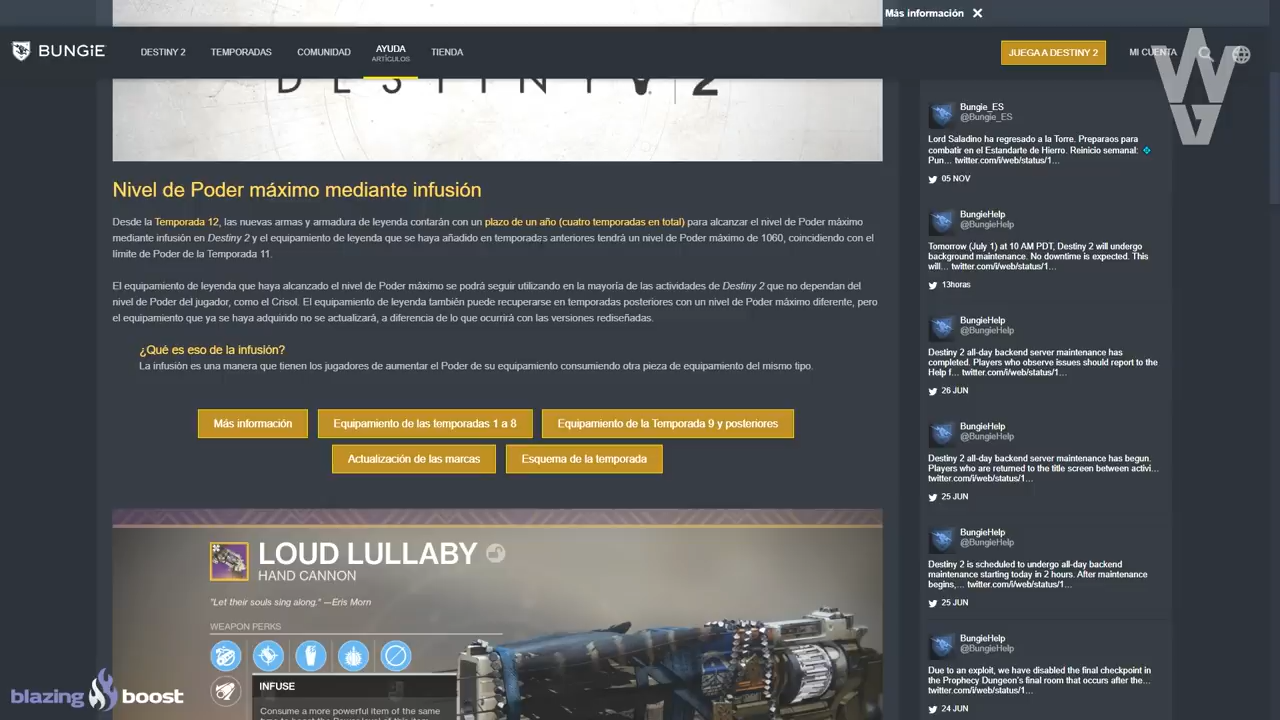 Más información ✕
BUNGiE
DESTINY 2
TEMPORADAS
COMUNIDAD
AYUDA
ARTÍCULOS
TIENDA
JUEGA A DESTINY 2
MI CUENTA
WG
DESTINY 2
Nivel de Poder máximo mediante infusión
Desde la Temporada 12, las nuevas armas y armadura de leyenda contarán con un plazo de un año (cuatro temporadas en total) para alcanzar el nivel de Poder máximo
mediante infusión en Destiny 2 y el equipamiento de leyenda que se haya añadido en temporadas anteriores tendrá un nivel de Poder máximo de 1060, coincidiendo con el
límite de Poder de la Temporada 11.
El equipamiento de leyenda que haya alcanzado el nivel de Poder máximo se podrá seguir utilizando en la mayoría de las actividades de Destiny 2 que no dependan del
nivel de Poder del jugador, como el Crisol. El equipamiento de leyenda también puede recuperarse en temporadas posteriores con un nivel de Poder máximo diferente, pero
el equipamiento que ya se haya adquirido no se actualizará, a diferencia de lo que ocurrirá con las versiones rediseñadas.
¿Qué es eso de la infusión?
La infusión es una manera que tienen los jugadores de aumentar el Poder de su equipamiento consumiendo otra pieza de equipamiento del mismo tipo.
Más información
Equipamiento de las temporadas 1 a 8
Equipamiento de la Temporada 9 y posteriores
Actualización de las marcas
Esquema de la temporada
LOUD LULLABY
HAND CANNON
"Let their souls sing along." —Eris Morn
WEAPON PERKS
INFUSE
Consume a more powerful item of the same
time to boost the Power level of this item
blazing boost
Bungie_ES
@Bungie_ES
Lord Saladino ha regresado a la Torre. Preparaos para
combatir en el Estandarte de Hierro. Reinicio semanal:
Pun... twitter.com/i/web/status/1...
05 NOV
BungieHelp
@BungieHelp
Tomorrow (July 1) at 10 AM PDT, Destiny 2 will undergo
background maintenance. No downtime is expected. This
will... twitter.com/i/web/status/1...
13horas
BungieHelp
@BungieHelp
Destiny 2 all-day backend server maintenance has
completed. Players who observe issues should report to the
Help f... twitter.com/i/web/status/1...
26 JUN
BungieHelp
@BungieHelp
Destiny 2 all-day backend server maintenance has begun.
Players who are returned to the title screen between activi...
twitter.com/i/web/status/1...
25 JUN
BungieHelp
@BungieHelp
Destiny 2 is scheduled to undergo all-day backend
maintenance starting today in 2 hours. After maintenance
begins,... twitter.com/i/web/status/1...
25 JUN
BungieHelp
@BungieHelp
Due to an exploit, we have disabled the final checkpoint in
the Prophecy Dungeon's final room that occurs after the...
twitter.com/i/web/status/1...
24 JUN